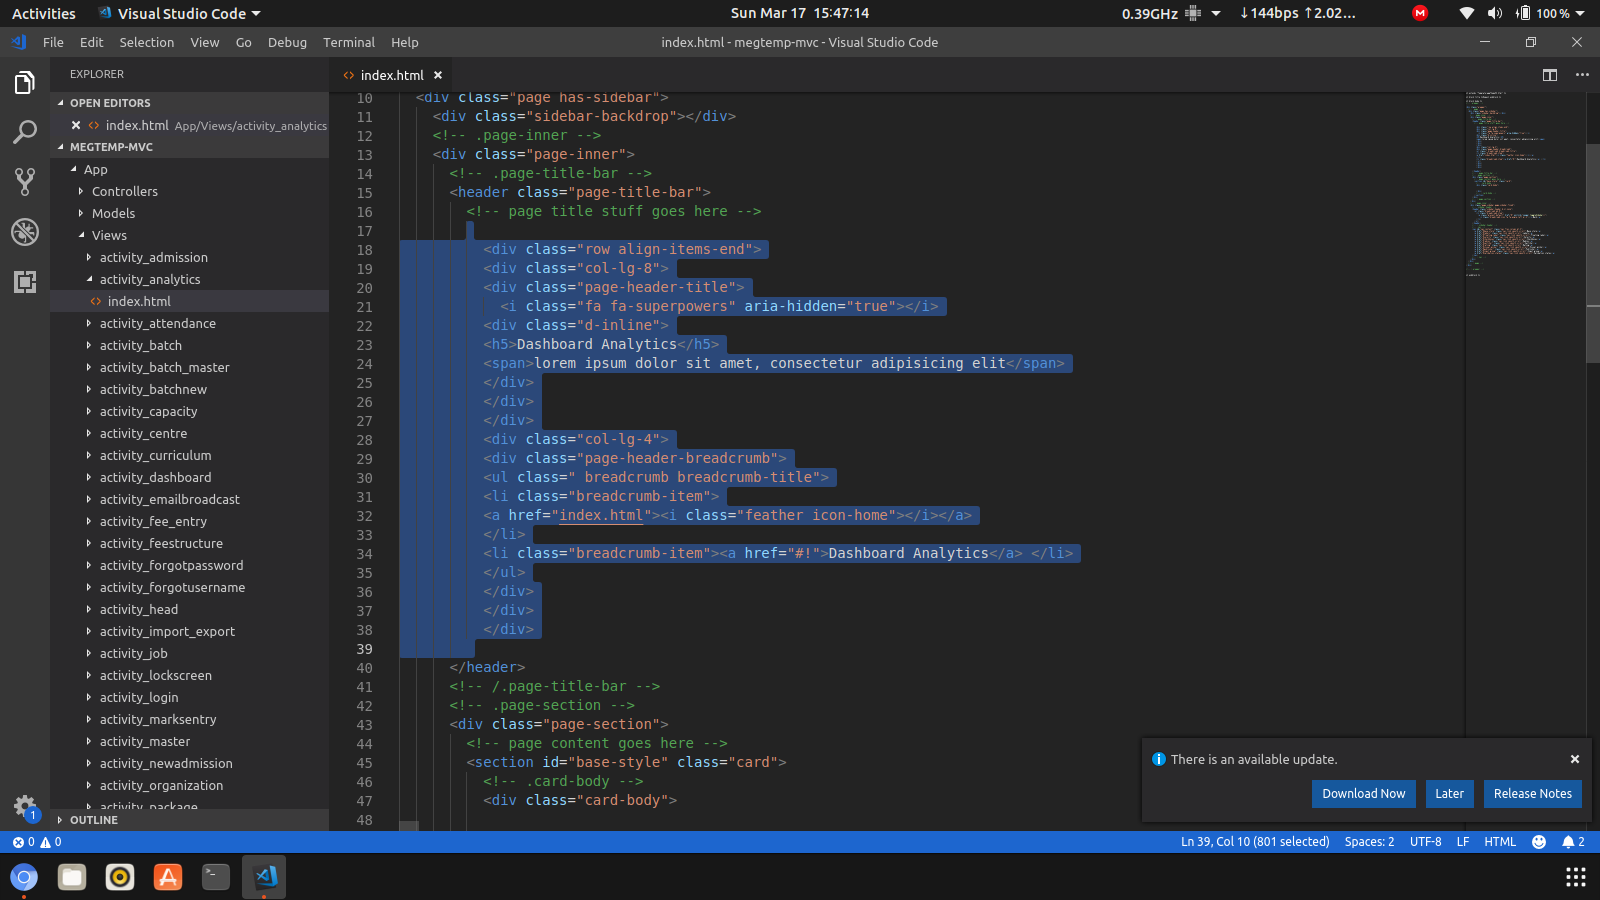 Activities
Visual Studio Code
Sun Mar 17 15:47:14
0.39GHz
↓144bps ↑2.02...
M
100 %
File Edit Selection View Go Debug Terminal Help
index.html - megtemp-mvc - Visual Studio Code
EXPLORER
OPEN EDITORS
index.html App/Views/activity_analytics
MEGTEMP-MVC
App
Controllers
Models
Views
activity_admission
activity_analytics
index.html
activity_attendance
activity_batch
activity_batch_master
activity_batchnew
activity_capacity
activity_centre
activity_curriculum
activity_dashboard
activity_emailbroadcast
activity_fee_entry
activity_feestructure
activity_forgotpassword
activity_forgotusername
activity_head
activity_import_export
activity_job
activity_lockscreen
activity_login
activity_marksentry
activity_master
activity_newadmission
activity_organization
activity_package
OUTLINE
1
index.html
10 <div class="page has-sidebar">
11 <div class="sidebar-backdrop"></div>
12 <!-- .page-inner -->
13 <div class="page-inner">
14 <!-- .page-title-bar -->
15 <header class="page-title-bar">
16 <!-- page title stuff goes here -->
17
18 <div class="row align-items-end">
19 <div class="col-lg-8">
20 <div class="page-header-title">
21 <i class="fa fa-superpowers" aria-hidden="true"></i>
22 <div class="d-inline">
23 <h5>Dashboard Analytics</h5>
24 <span>lorem ipsum dolor sit amet, consectetur adipisicing elit</span>
25 </div>
26 </div>
27 </div>
28 <div class="col-lg-4">
29 <div class="page-header-breadcrumb">
30 <ul class=" breadcrumb breadcrumb-title">
31 <li class="breadcrumb-item">
32 <a href="index.html"><i class="feather icon-home"></i></a>
33 </li>
34 <li class="breadcrumb-item"><a href="#!">Dashboard Analytics</a> </li>
35 </ul>
36 </div>
37 </div>
38 </div>
39
40 </header>
41 <!-- /.page-title-bar -->
42 <!-- .page-section -->
43 <div class="page-section">
44 <!-- page content goes here -->
45 <section id="base-style" class="card">
46 <!-- .card-body -->
47 <div class="card-body">
48
There is an available update.
Download Now
Later
Release Notes
0 0
Ln 39, Col 10 (801 selected)
Spaces: 2
UTF-8
LF
HTML
2